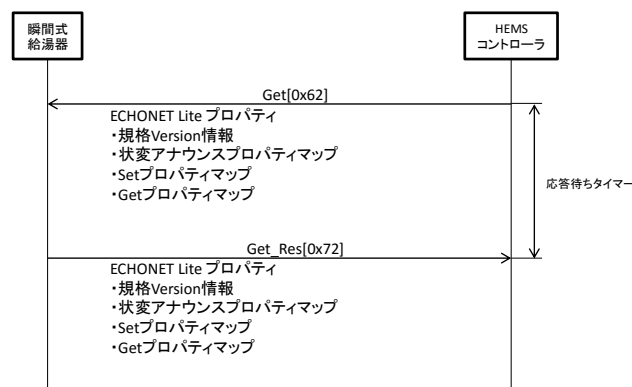 瞬間式
給湯器
HEMS
コントローラ
Get[0x62]
ECHONET Lite プロパティ
・規格Version情報
・状変アナウンスプロパティマップ
・Setプロパティマップ
・Getプロパティマップ
応答待ちタイマー
Get_Res[0x72]
ECHONET Lite プロパティ
・規格Version情報
・状変アナウンスプロパティマップ
・Setプロパティマップ
・Getプロパティマップ